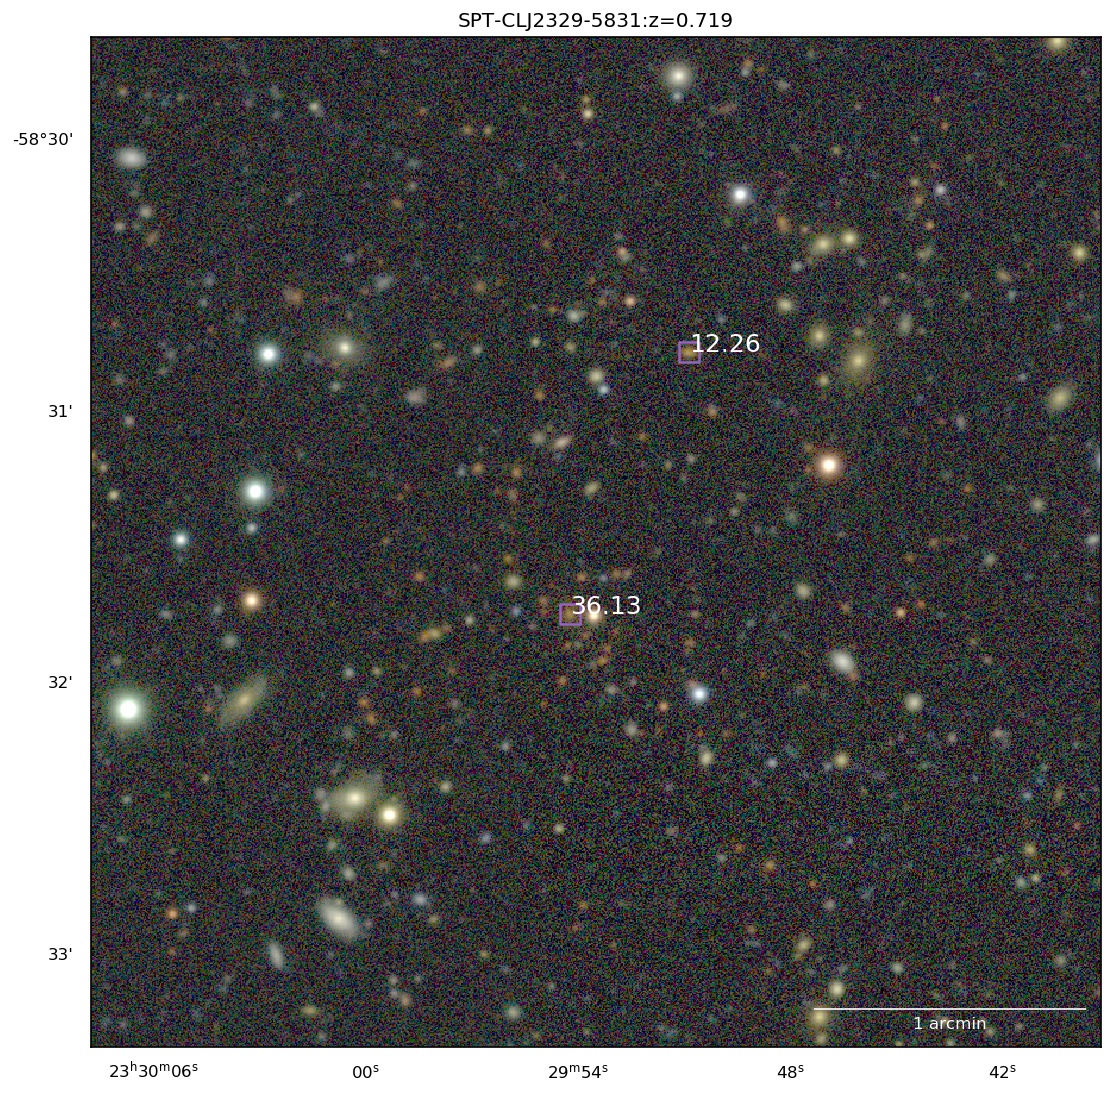 SPT-CLJ2329-5831:z=0.719
-58°30'
12.26
31'
36.13
32'
33'
1 arcmin
23ʰ30ᵐ06ˢ 00ˢ 29ᵐ54ˢ 48ˢ 42ˢ